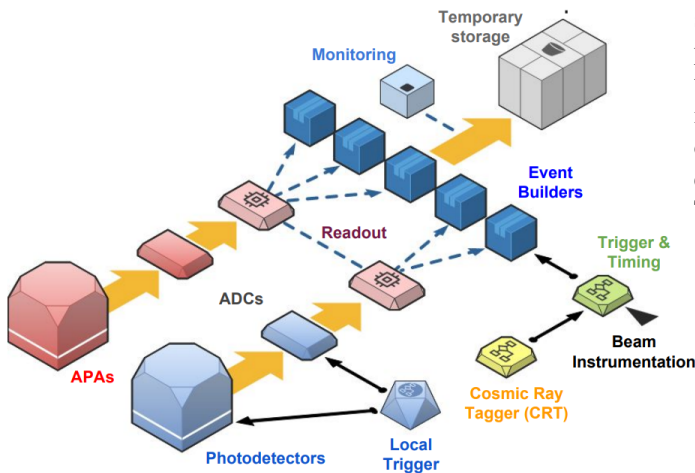 Temporary
storage
Monitoring
Event
Builders
Readout
Trigger &
Timing
ADCs
Beam
Instrumentation
APAs
Cosmic Ray
Tagger (CRT)
Photodetectors
Local
Trigger